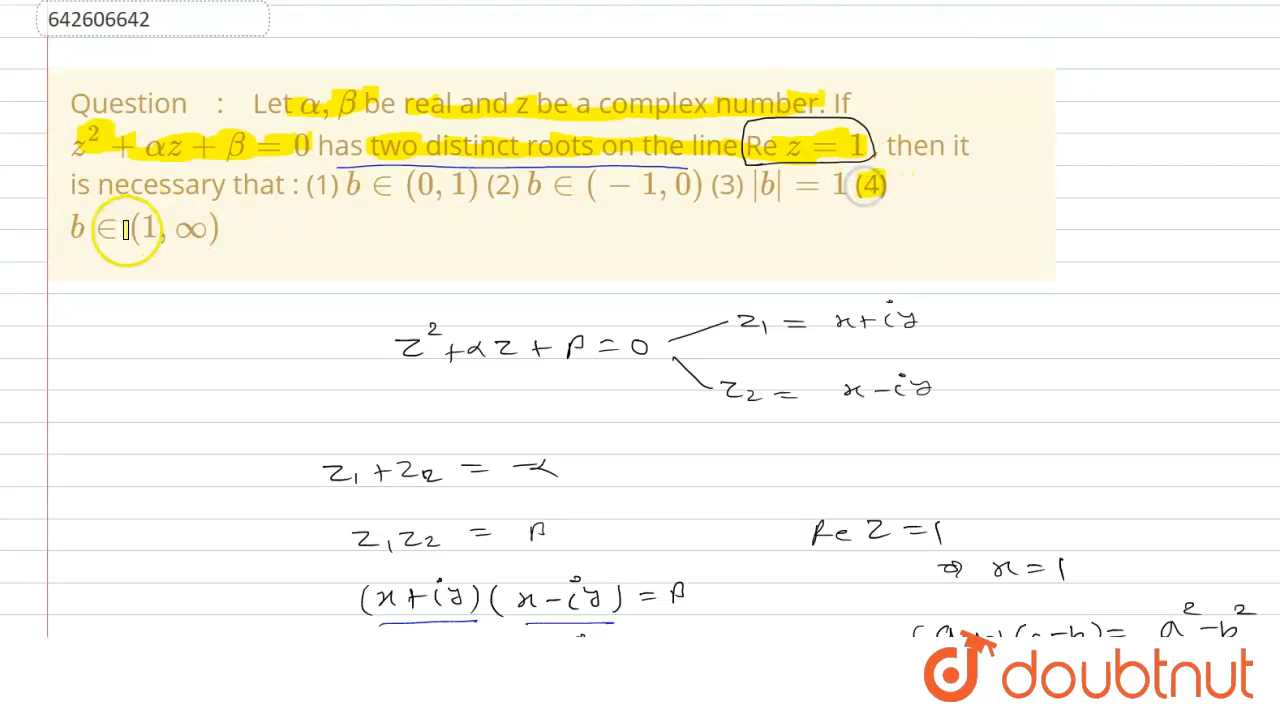 642606642
Question : Let α, β be real and z be a complex number. If
z² + αz + β = 0 has two distinct roots on the line Re z = 1 , then it
is necessary that : (1) b ∈ (0, 1) (2) b ∈ ( − 1, 0) (3) |b| = 1 (4)
b ∈ (1, ∞)
z₁ = x + iy
z² + αz + β = 0
z₂ = x − iy
z₁ + z₂ = −α
z₁z₂ = β
Re z = 1
⇒ x = 1
(x + iy)(x − iy) = β
a² − b²
doubtnut